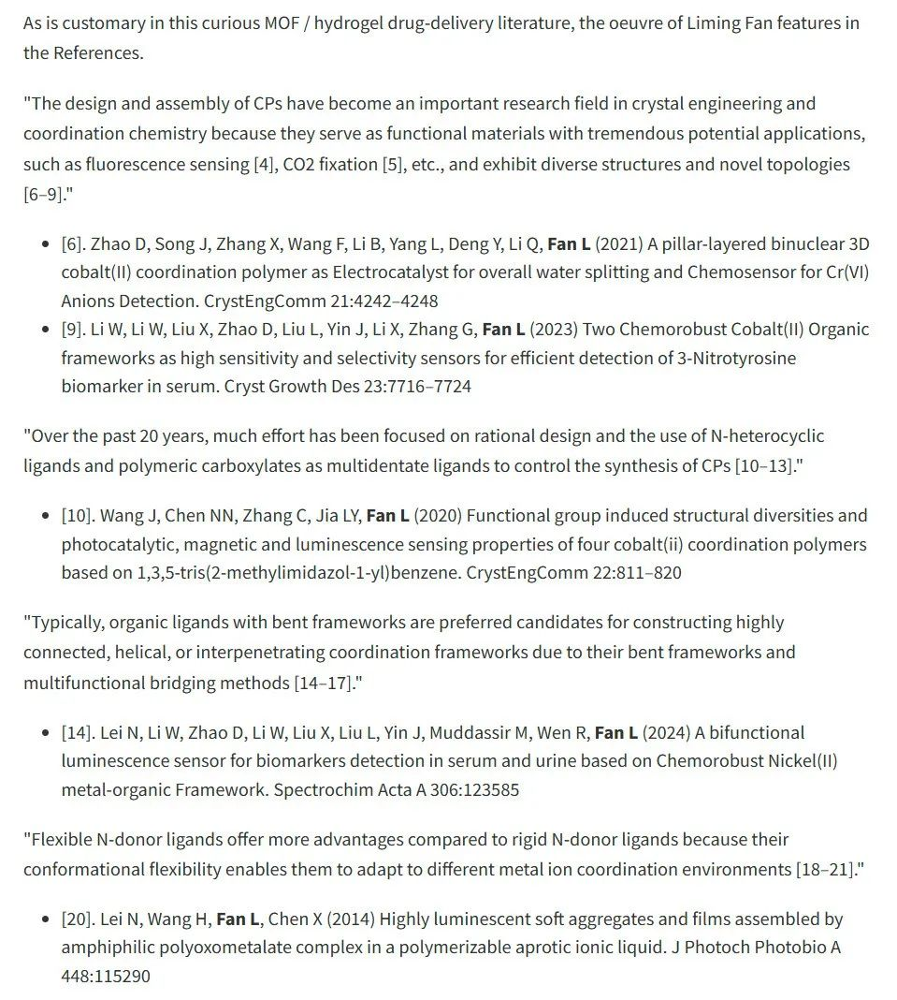 As is customary in this curious MOF / hydrogel drug-delivery literature, the oeuvre of Liming Fan features in
the References.
"The design and assembly of CPs have become an important research field in crystal engineering and
coordination chemistry because they serve as functional materials with tremendous potential applications,
such as fluorescence sensing [4], CO2 fixation [5], etc., and exhibit diverse structures and novel topologies
[6–9]."
• [6]. Zhao D, Song J, Zhang X, Wang F, Li B, Yang L, Deng Y, Li Q, Fan L (2021) A pillar-layered binuclear 3D
cobalt(II) coordination polymer as Electrocatalyst for overall water splitting and Chemosensor for Cr(VI)
Anions Detection. CrystEngComm 21:4242–4248
• [9]. Li W, Li W, Liu X, Zhao D, Liu L, Yin J, Li X, Zhang G, Fan L (2023) Two Chemorobust Cobalt(II) Organic
frameworks as high sensitivity and selectivity sensors for efficient detection of 3-Nitrotyrosine
biomarker in serum. Cryst Growth Des 23:7716–7724
"Over the past 20 years, much effort has been focused on rational design and the use of N-heterocyclic
ligands and polymeric carboxylates as multidentate ligands to control the synthesis of CPs [10–13]."
• [10]. Wang J, Chen NN, Zhang C, Jia LY, Fan L (2020) Functional group induced structural diversities and
photocatalytic, magnetic and luminescence sensing properties of four cobalt(ii) coordination polymers
based on 1,3,5-tris(2-methylimidazol-1-yl)benzene. CrystEngComm 22:811–820
"Typically, organic ligands with bent frameworks are preferred candidates for constructing highly
connected, helical, or interpenetrating coordination frameworks due to their bent frameworks and
multifunctional bridging methods [14–17]."
• [14]. Lei N, Li W, Zhao D, Li W, Liu X, Liu L, Yin J, Muddassir M, Wen R, Fan L (2024) A bifunctional
luminescence sensor for biomarkers detection in serum and urine based on Chemorobust Nickel(II)
metal-organic Framework. Spectrochim Acta A 306:123585
"Flexible N-donor ligands offer more advantages compared to rigid N-donor ligands because their
conformational flexibility enables them to adapt to different metal ion coordination environments [18–21]."
• [20]. Lei N, Wang H, Fan L, Chen X (2014) Highly luminescent soft aggregates and films assembled by
amphiphilic polyoxometalate complex in a polymerizable aprotic ionic liquid. J Photoch Photobio A
448:115290